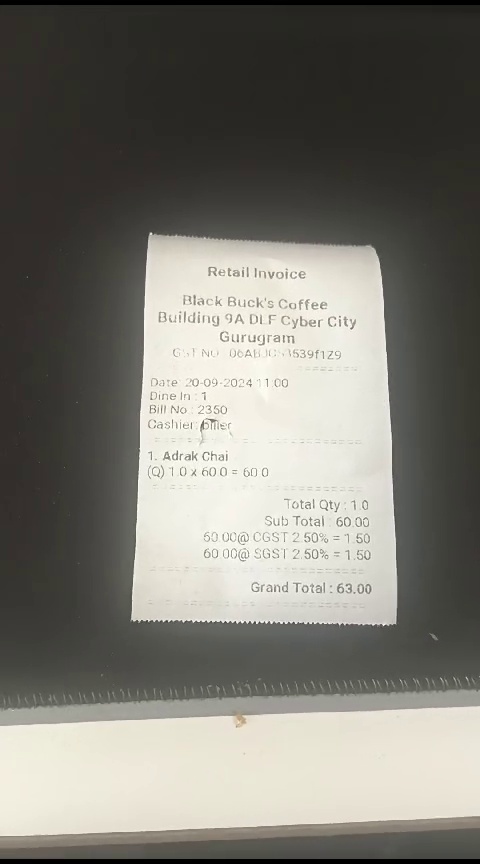 Retail Invoice
Black Buck's Coffee
Building 9A DLF Cyber City
Gurugram
GST NO
Date: 20-09-2024 11:00
Dine In : 1
Bill No.: 2350
Cashier: biller
1. Adrak Chai
(Q) 1.0 x 60.0 = 60.0
Total Qty : 1.0
Sub Total : 60.00
60.00@ CGST 2.50% = 1.50
60.00@ SGST 2.50% = 1.50
Grand Total : 63.00